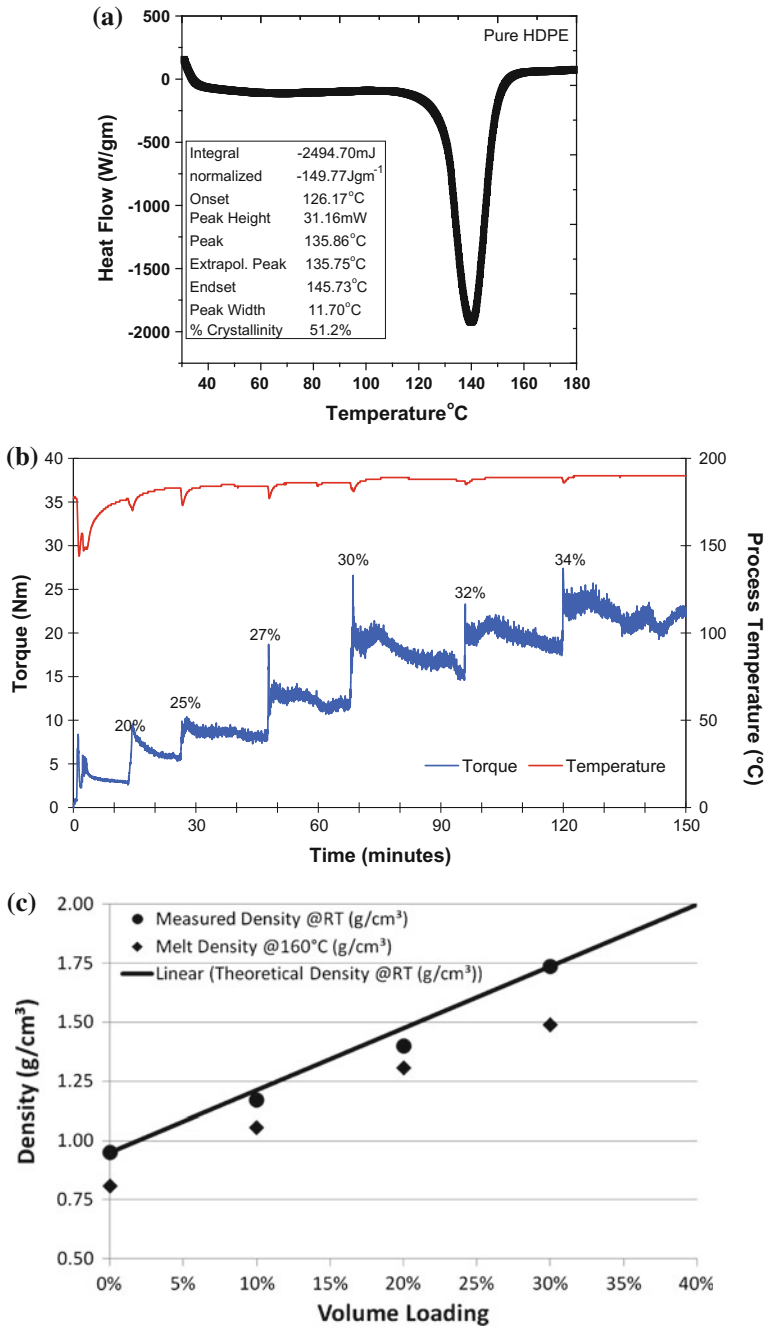 (a)
500
0
-500
-1000
-1500
-2000
Heat Flow (W/gm)
Pure HDPE
Integral -2494.70mJ
normalized -149.77Jgm⁻¹
Onset 126.17°C
Peak Height 31.16mW
Peak 135.86°C
Extrapol. Peak 135.75°C
Endset 145.73°C
Peak Width 11.70°C
% Crystallinity 51.2%
40 60 80 100 120 140 160 180
Temperature°C
(b)
40
35
30
25
20
15
10
5
0
Torque (Nm)
200
150
100
50
0
Process Temperature (°C)
20%
25%
27%
30%
32%
34%
Torque Temperature
0 30 60 90 120 150
Time (minutes)
(c)
2.00
1.75
1.50
1.25
1.00
0.75
0.50
Density (g/cm³)
Measured Density @RT (g/cm³)
Melt Density @160°C (g/cm³)
Linear (Theoretical Density @RT (g/cm³))
0% 5% 10% 15% 20% 25% 30% 35% 40%
Volume Loading